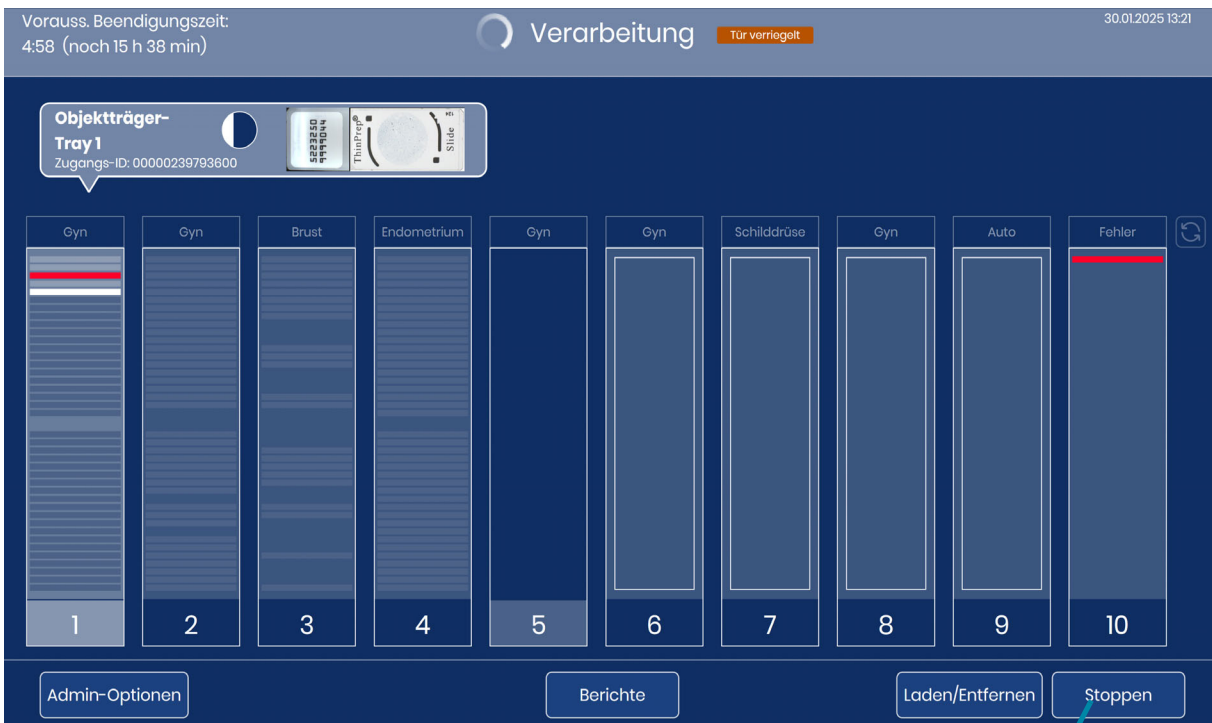 Vorauss. Beendigungszeit:
4:58 (noch 15 h 38 min)
Verarbeitung
Tür verriegelt
30.01.2025 13:21
Objektträger-
Tray 1
Zugangs-ID: 00000239793600
5223250
9999044
ThinPrep®
Slide
Gyn
Gyn
Brust
Endometrium
Gyn
Gyn
Schilddrüse
Gyn
Auto
Fehler
1
2
3
4
5
6
7
8
9
10
Admin-Optionen
Berichte
Laden/Entfernen
Stoppen